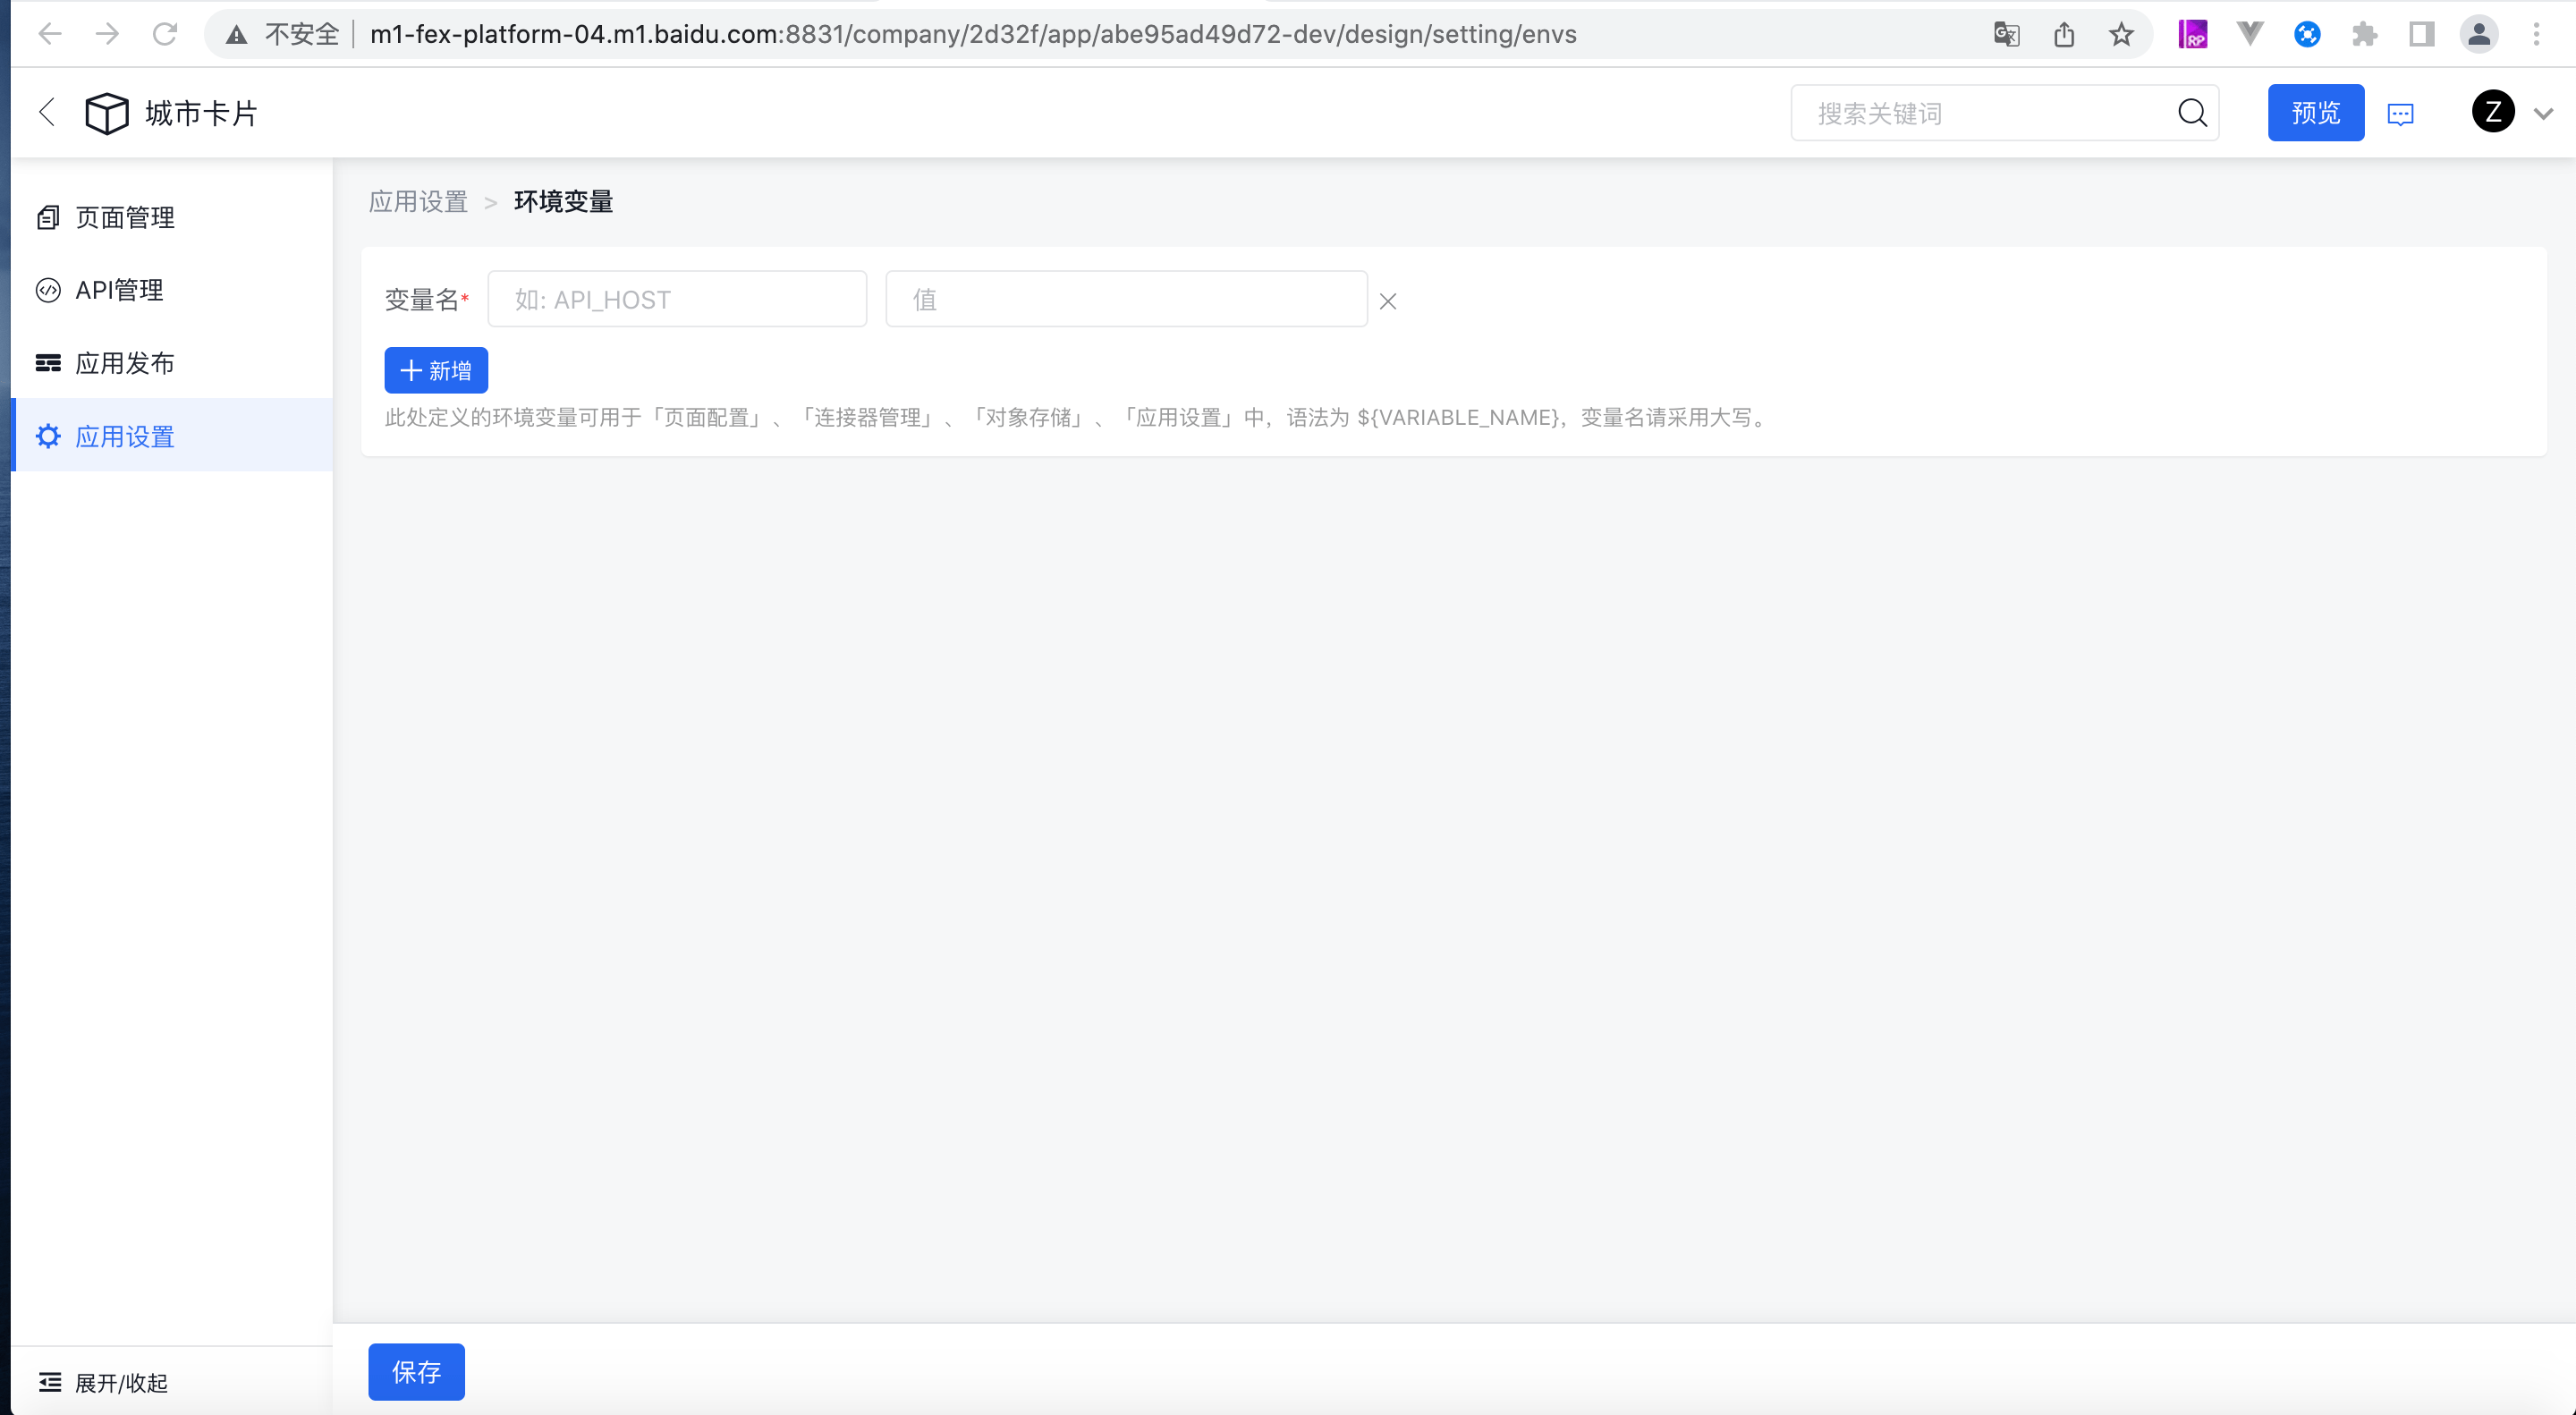 不安全 m1-fex-platform-04.m1.baidu.com:8831/company/2d32f/app/abe95ad49d72-dev/design/setting/envs
RP
城市卡片
搜索关键词
预览
Z
页面管理
API管理
应用发布
应用设置
应用设置 > 环境变量
变量名* 如: API_HOST 值
新增
此处定义的环境变量可用于「页面配置」、「连接器管理」、「对象存储」、「应用设置」中，语法为 ${VARIABLE_NAME}，变量名请采用大写。
展开/收起
保存